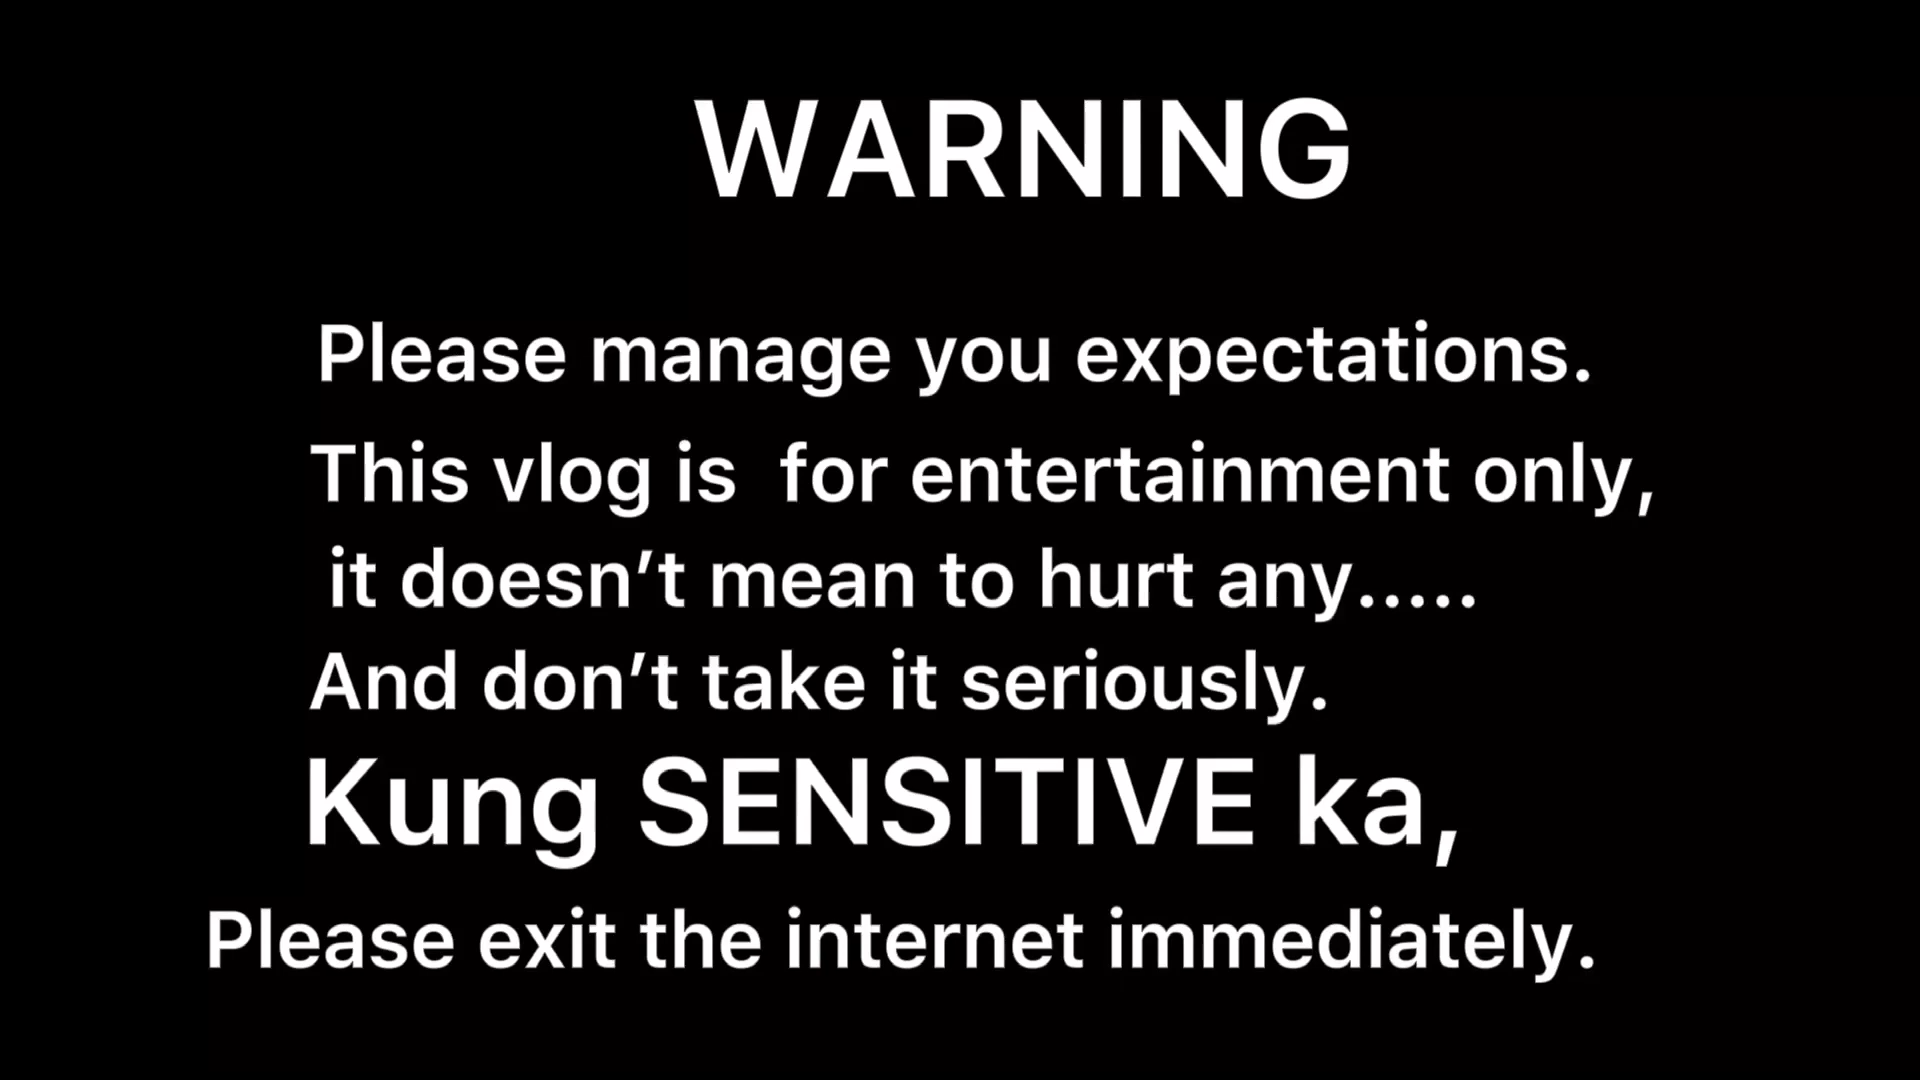 WARNING
Please manage you expectations.
This vlog is  for entertainment only,
it doesn’t mean to hurt any.....
And don’t take it seriously.
Kung SENSITIVE ka,
Please exit the internet immediately.